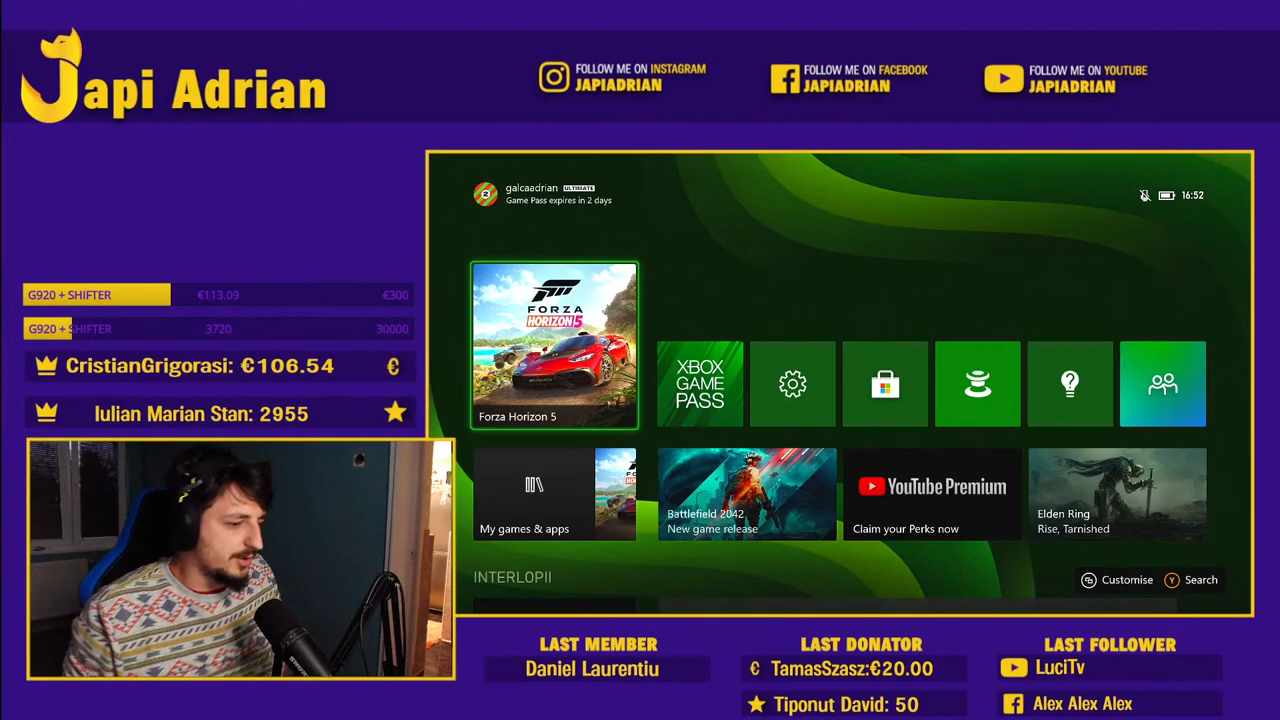 Japi Adrian
FOLLOW ME ON INSTAGRAM
JAPIADRIAN
FOLLOW ME ON FACEBOOK
JAPIADRIAN
FOLLOW ME ON YOUTUBE
JAPIADRIAN
galcaadrian ULTIMATE
Game Pass expires in 2 days
16:52
G920 + SHIFTER €113.09 €300
G920 + SHIFTER 3720 30000
CristianGrigorasi: €106.54 €
Iulian Marian Stan: 2955
FORZA
HORIZON 5
Forza Horizon 5
XBOX
GAME
PASS
My games & apps
Battlefield 2042
New game release
YouTube Premium
Claim your Perks now
Elden Ring
Rise, Tarnished
INTERLOPII
Customise
Y Search
LAST MEMBER
Daniel Laurentiu
LAST DONATOR
€ TamasSzasz:€20.00
Tiponut David: 50
LAST FOLLOWER
LuciTv
Alex Alex Alex